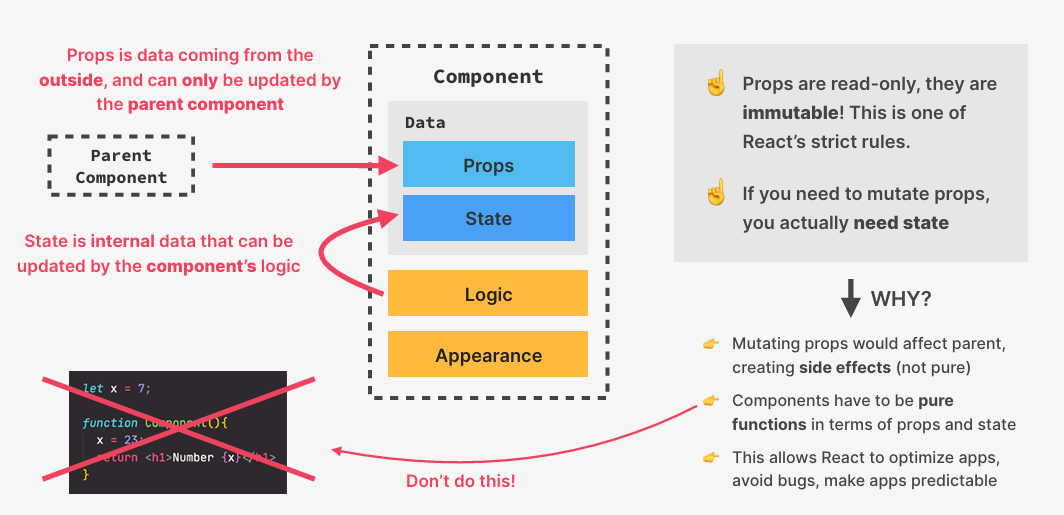 Props is data coming from the
outside, and can only be updated by
the parent component
Parent
Component
State is internal data that can be
updated by the component's logic
Component
Data
Props
State
Logic
Appearance
Props are read-only, they are
immutable! This is one of
React's strict rules.
If you need to mutate props,
you actually need state
WHY?
Mutating props would affect parent,
creating side effects (not pure)
Components have to be pure
functions in terms of props and state
This allows React to optimize apps,
avoid bugs, make apps predictable
Don't do this!
let x = 7;
function Component(){
x = 23;
return <h1>Number {x}</h1>
}